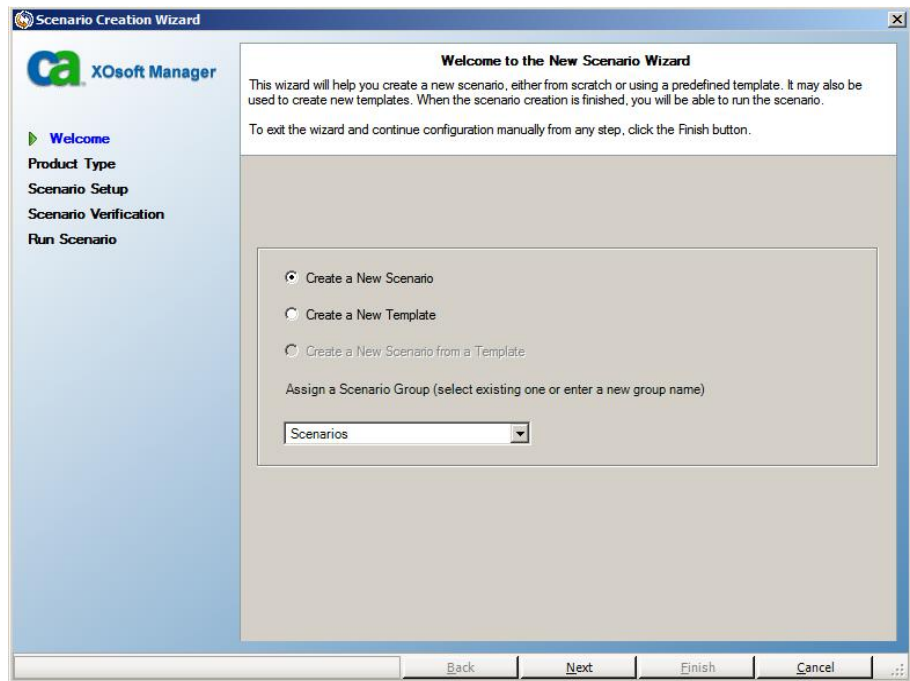 Scenario Creation Wizard
ca XOsoft Manager
Welcome
Product Type
Scenario Setup
Scenario Verification
Run Scenario
Welcome to the New Scenario Wizard
This wizard will help you create a new scenario, either from scratch or using a predefined template. It may also be
used to create new templates. When the scenario creation is finished, you will be able to run the scenario.
To exit the wizard and continue configuration manually from any step, click the Finish button.
Create a New Scenario
Create a New Template
Create a New Scenario from a Template
Assign a Scenario Group (select existing one or enter a new group name)
Scenarios
Back Next Finish Cancel